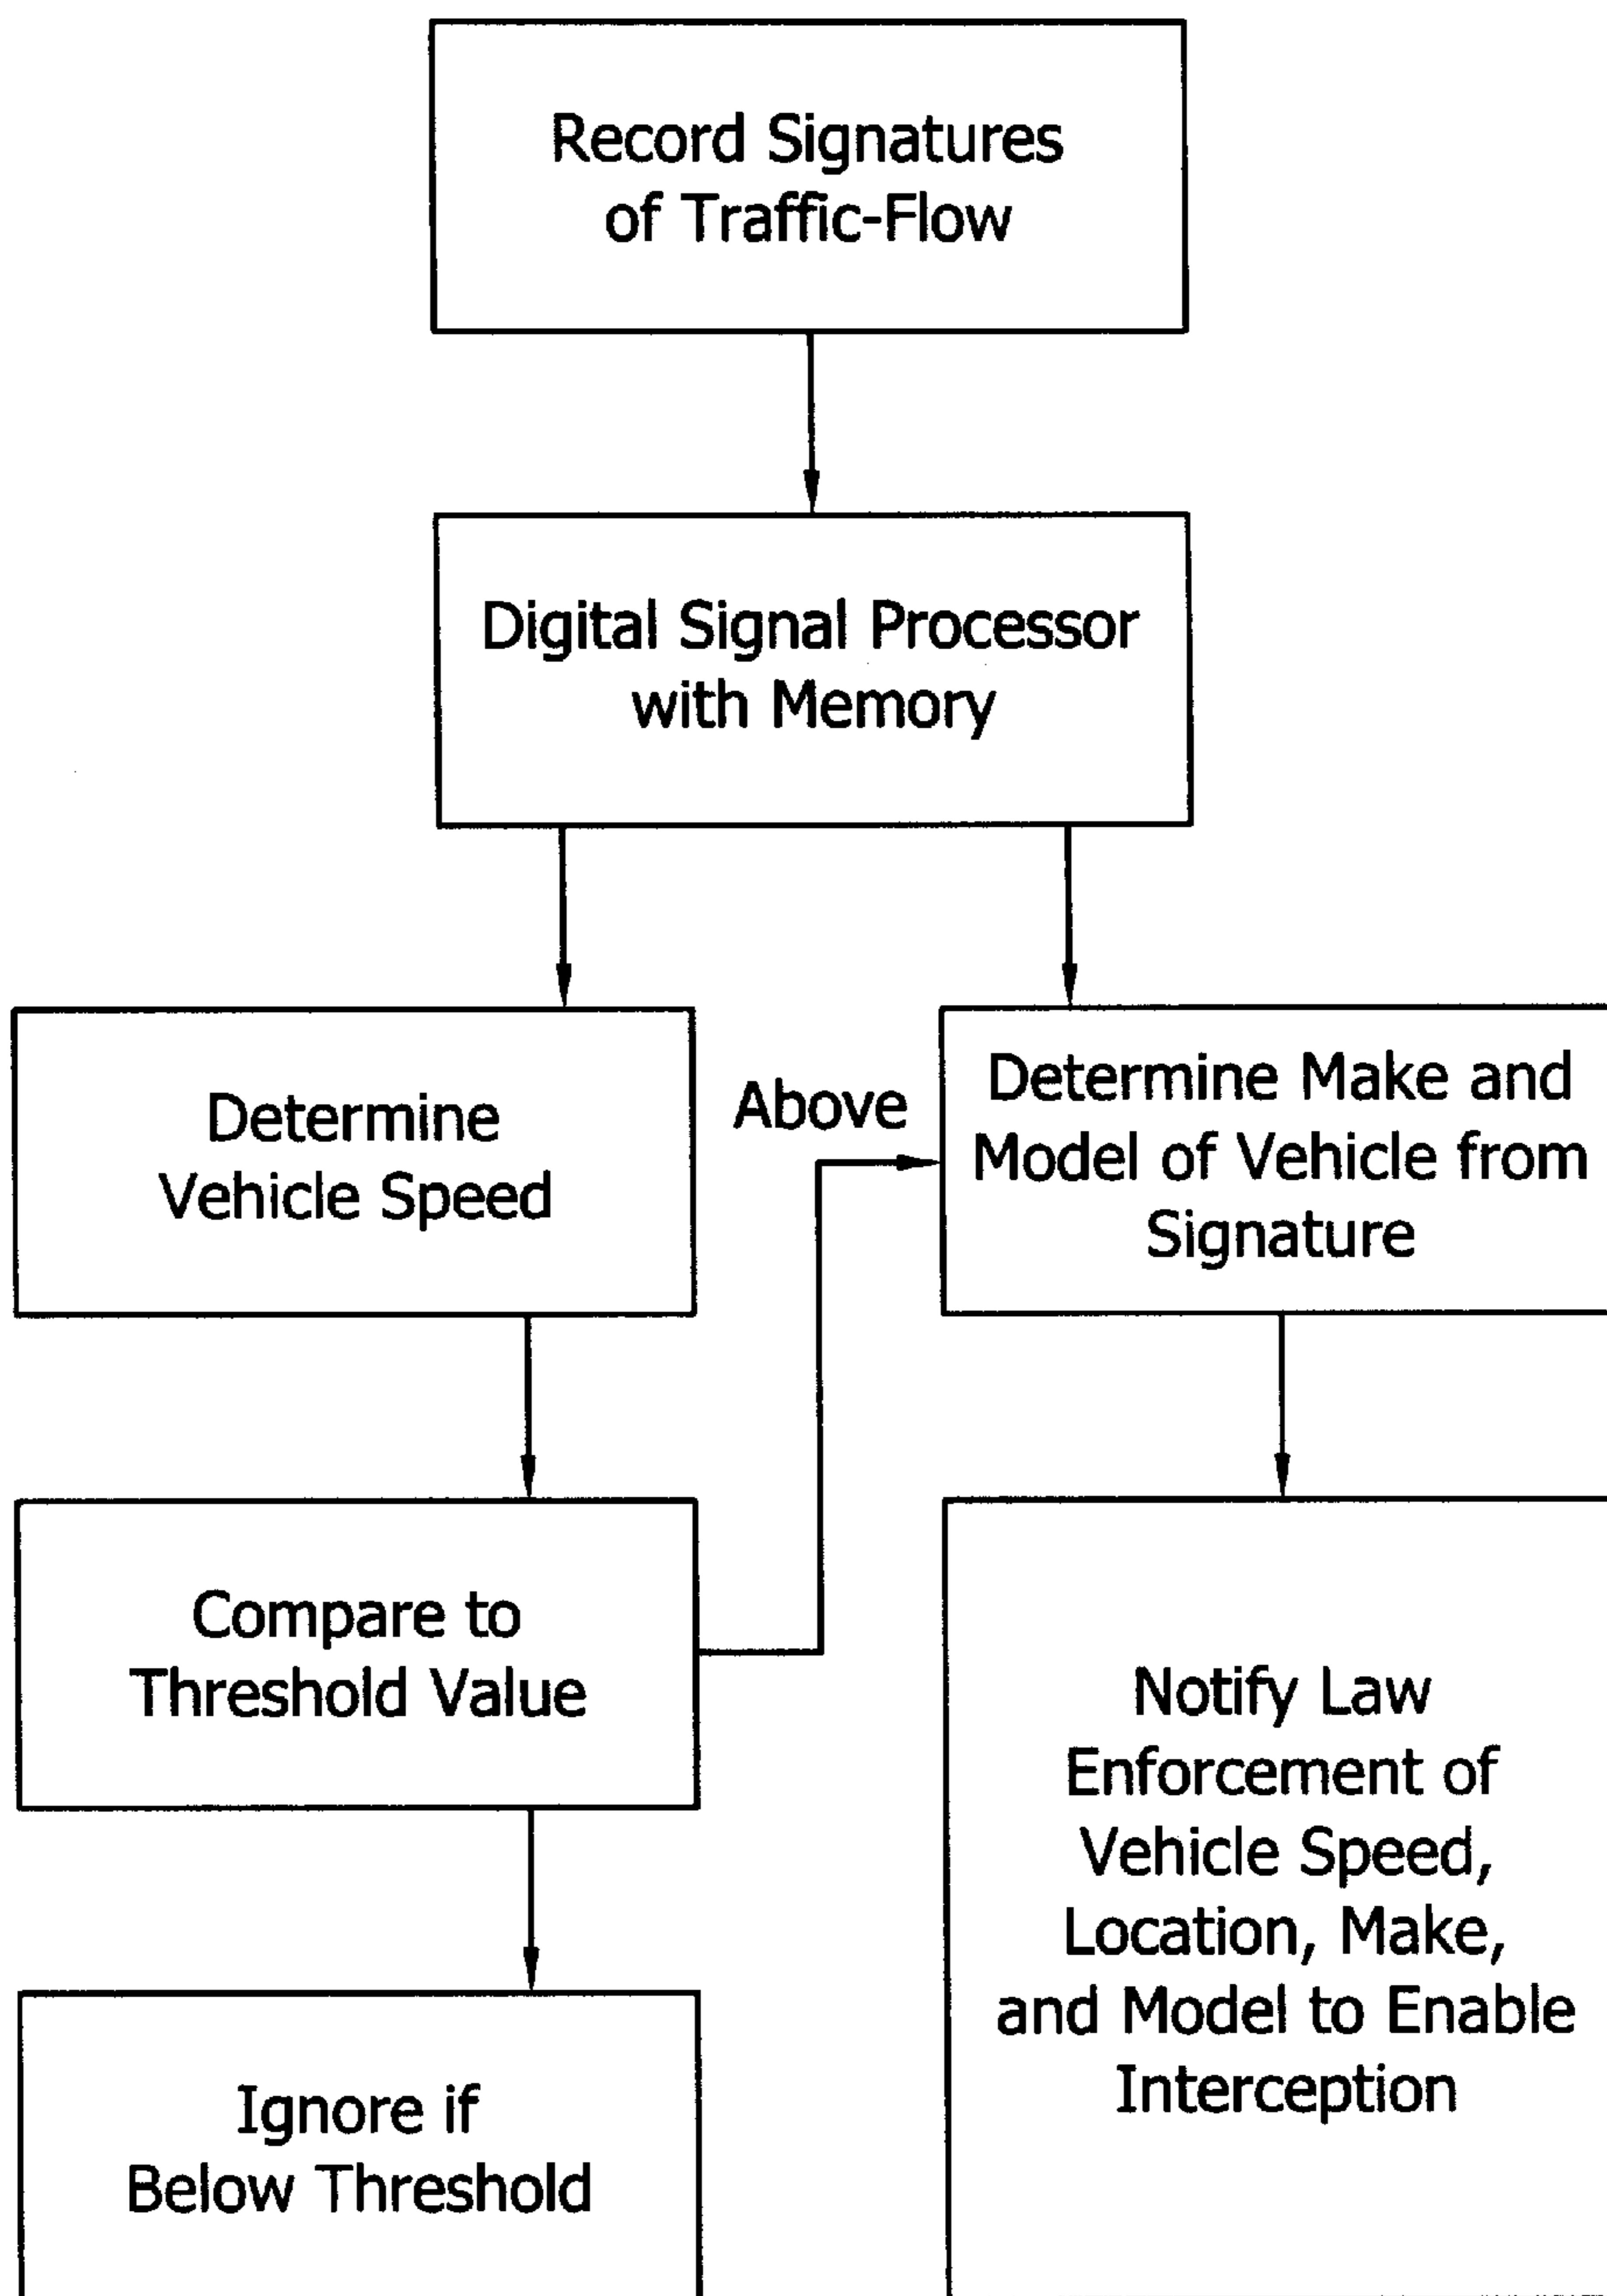 Record Signatures
of Traffic-Flow
Digital Signal Processor
with Memory
Determine
Vehicle Speed
Above
Determine Make and
Model of Vehicle from
Signature
Compare to
Threshold Value
Notify Law
Enforcement of
Vehicle Speed,
Location, Make,
and Model to Enable
Interception
Ignore if
Below Threshold